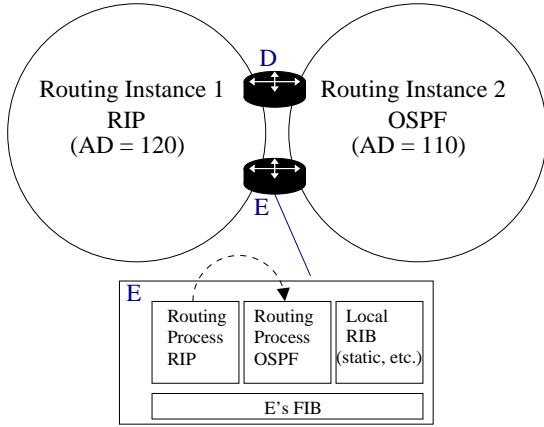 D
Routing Instance 1
RIP
(AD = 120)
Routing Instance 2
OSPF
(AD = 110)
E
E
Routing
Process
RIP
Routing
Process
OSPF
Local
RIB
(static, etc.)
E's FIB